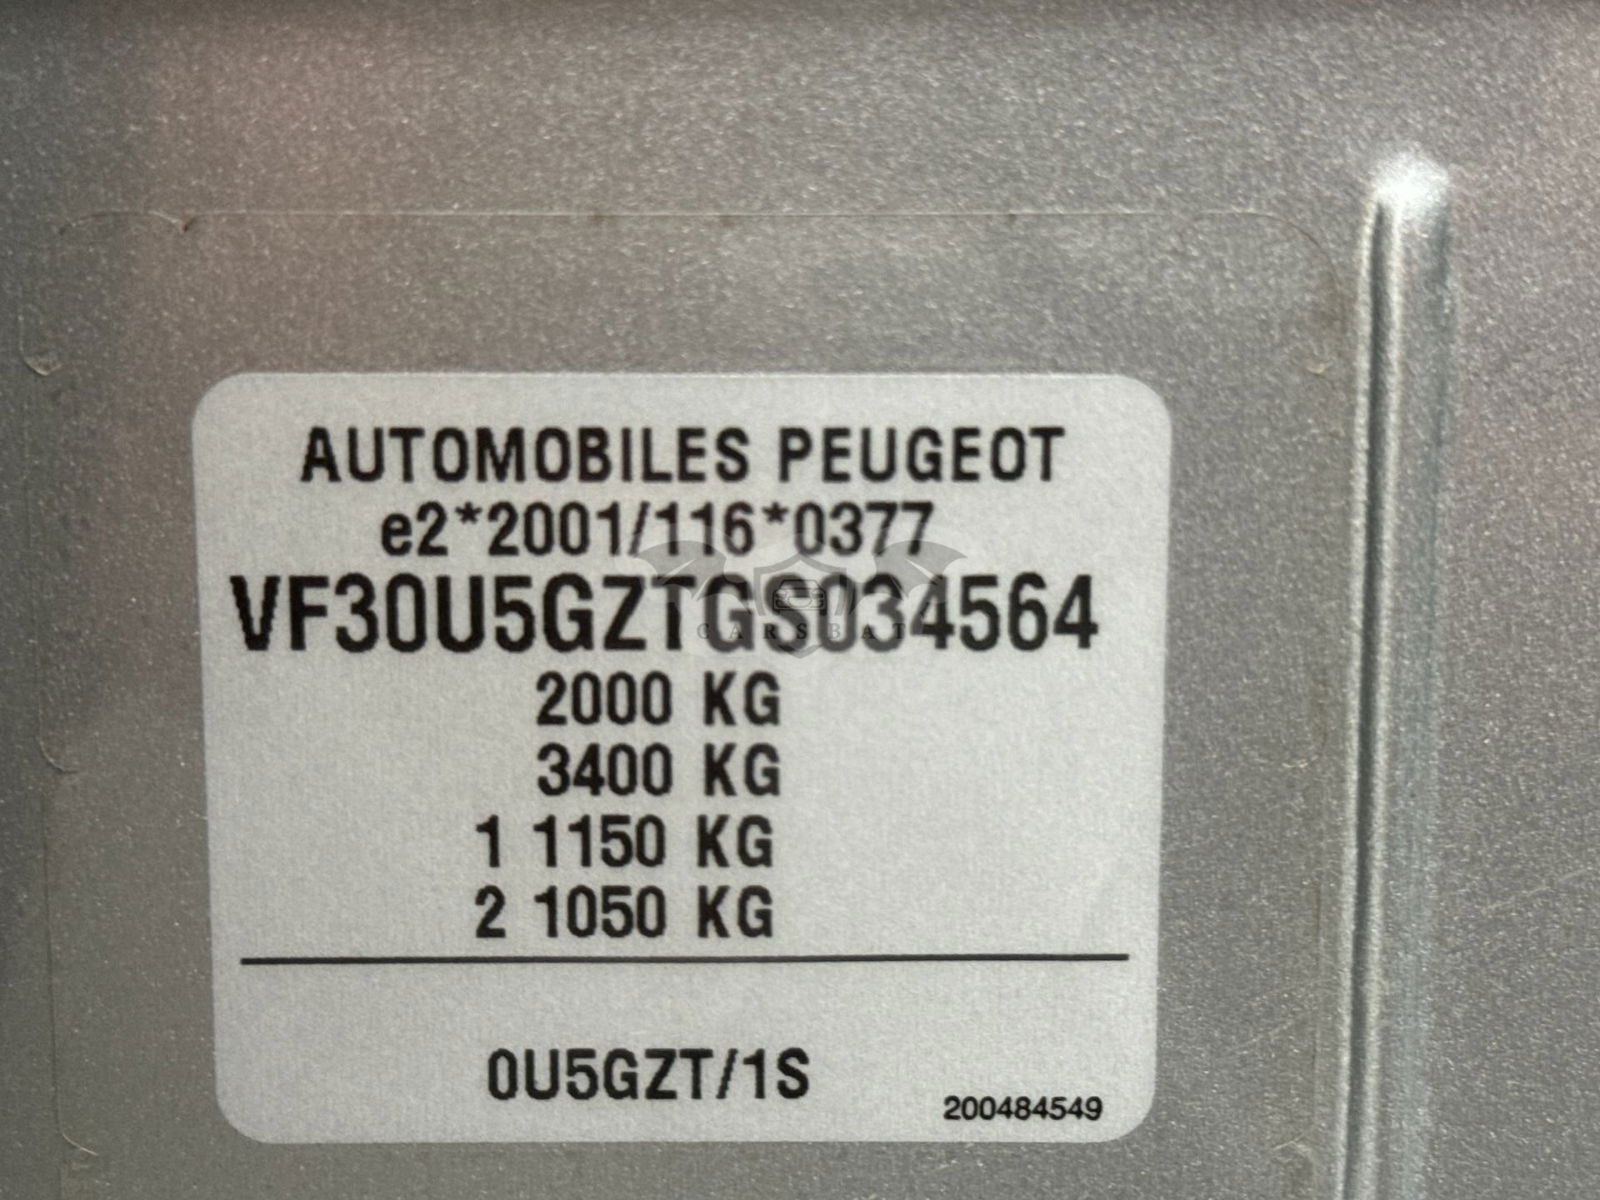 AUTOMOBILES PEUGEOT
e2*2001/116*0377
VF30U5GZTGS034564
CARSBAT
2000 KG
3400 KG
1 1150 KG
2 1050 KG
0U5GZT/1S
200484549